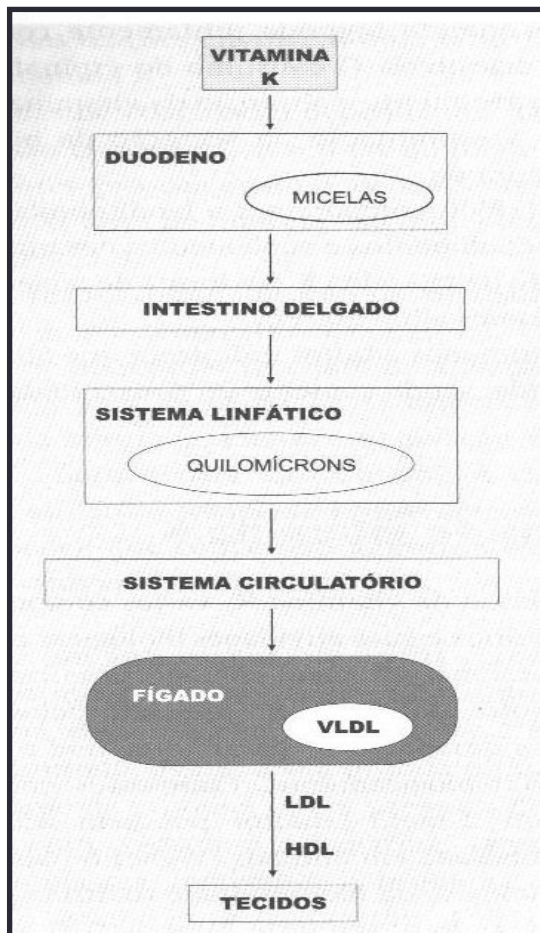 VITAMINA
K
DUODENO
MICELAS
INTESTINO DELGADO
SISTEMA LINFÁTICO
QUILOMÍCRONS
SISTEMA CIRCULATÓRIO
FÍGADO
VLDL
LDL
HDL
TECIDOS